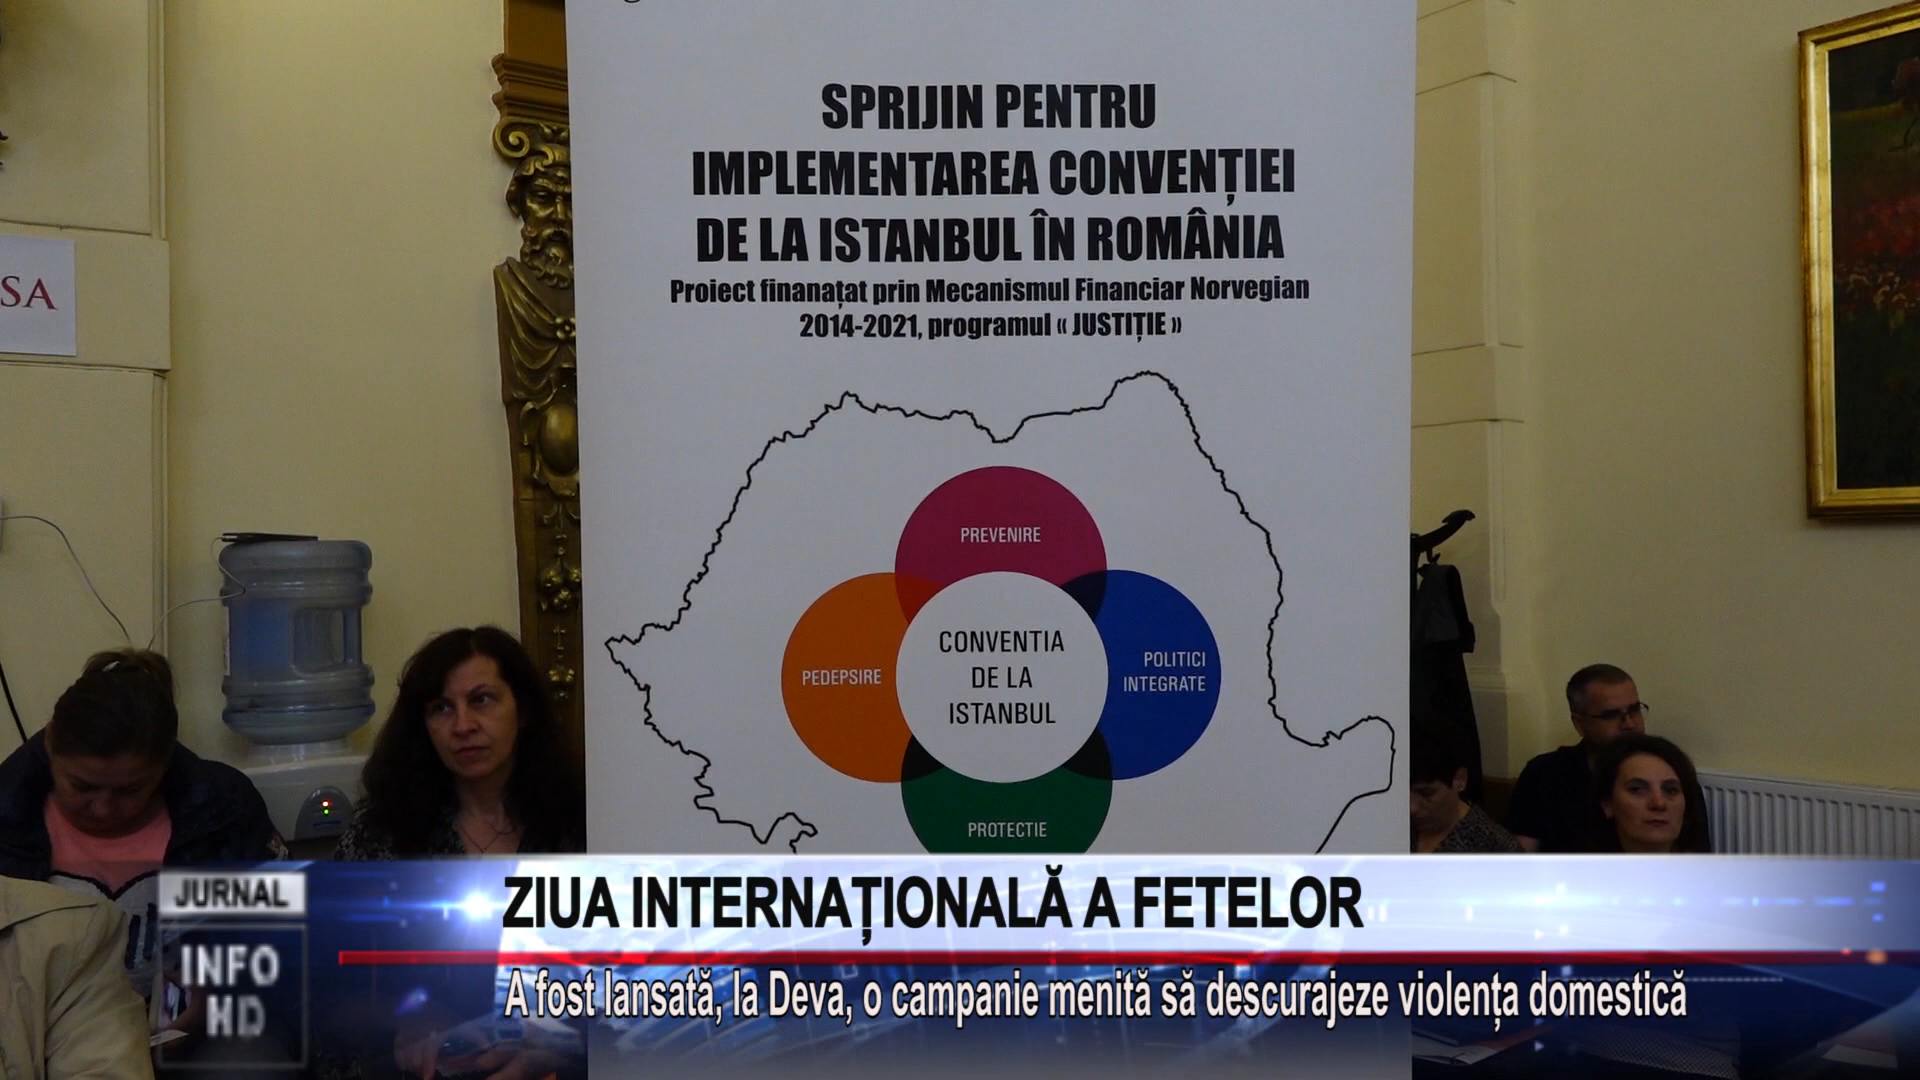 SPRIJIN PENTRU
IMPLEMENTAREA CONVENȚIEI
DE LA ISTANBUL ÎN ROMÂNIA
Proiect finanațat prin Mecanismul Financiar Norvegian
2014-2021, programul « JUSTIȚIE »
SA
PREVENIRE
PEDEPSIRE
CONVENTIA
DE LA
ISTANBUL
POLITICI
INTEGRATE
PROTECTIE
JURNAL
INFO
HD
ZIUA INTERNAȚIONALĂ A FETELOR
A fost lansată, la Deva, o campanie menită să descurajeze violența domestică